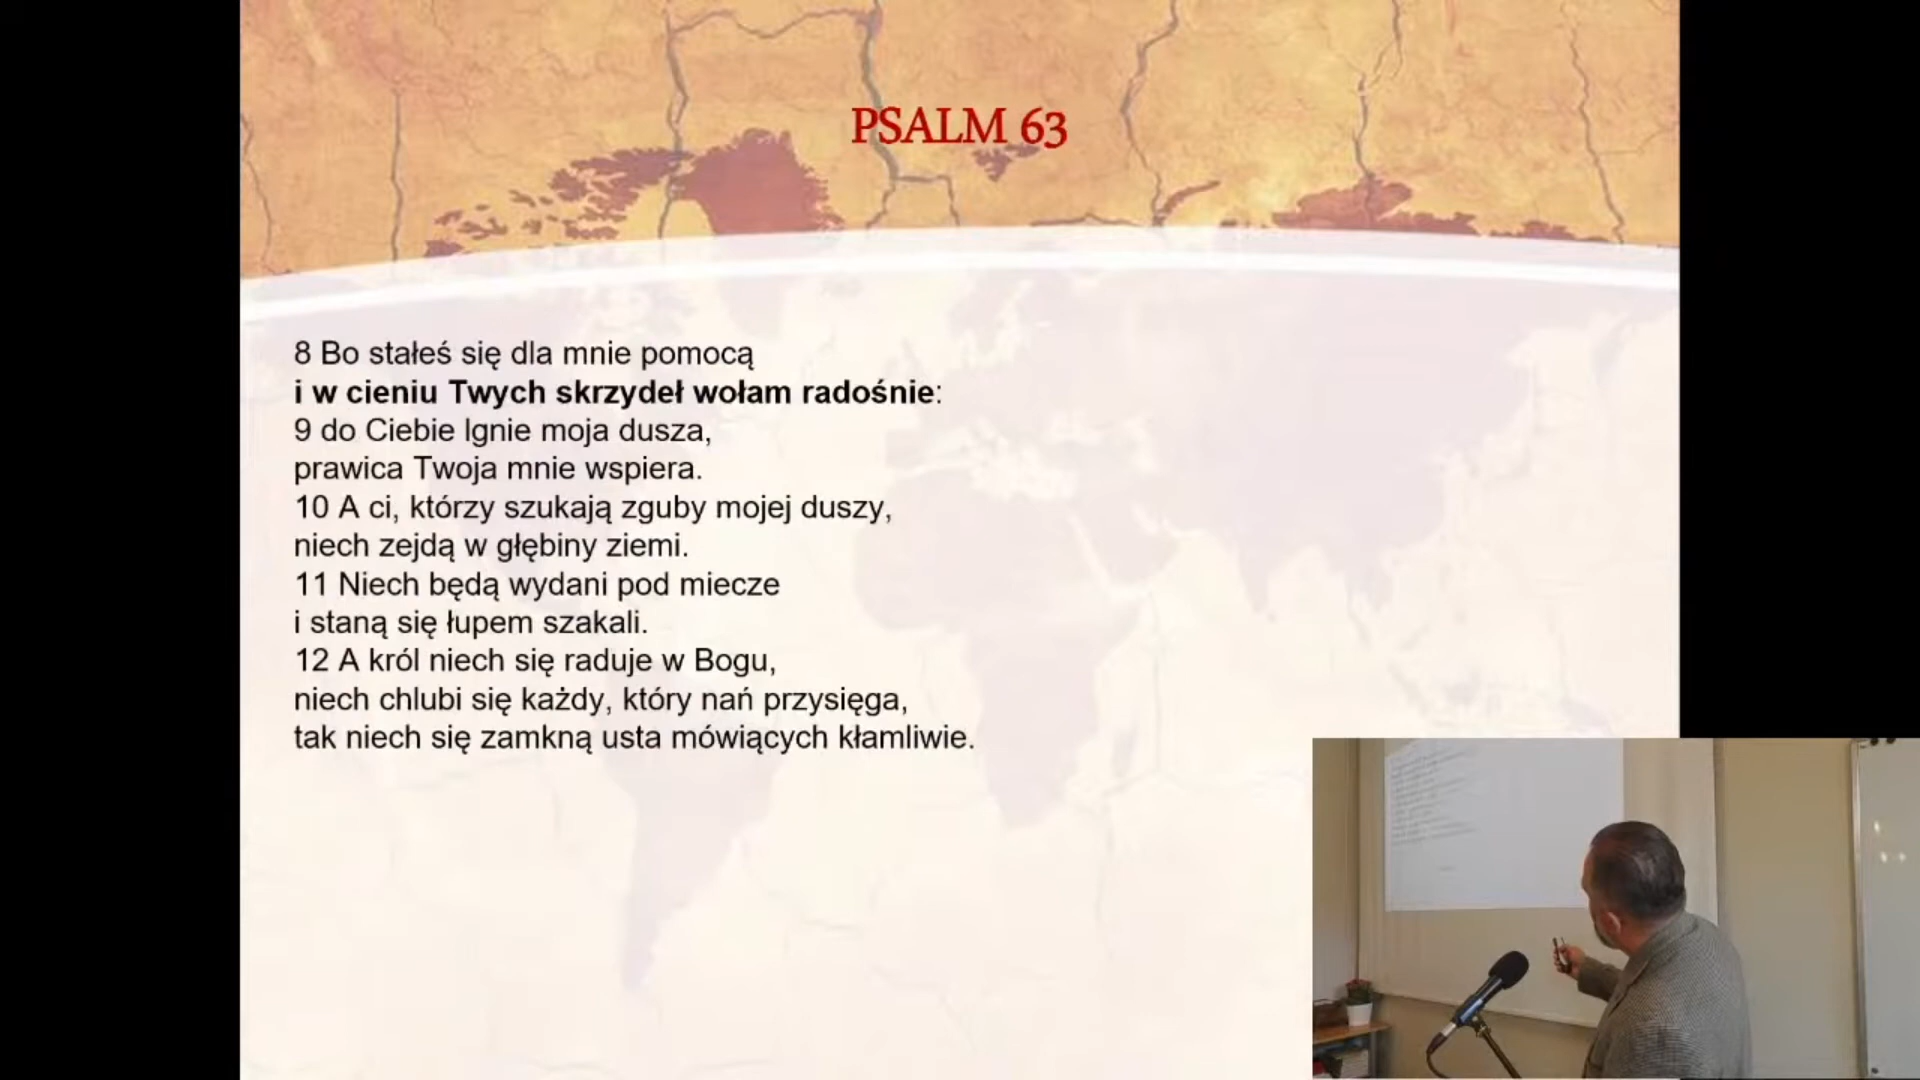 PSALM 63
8 Bo stałeś się dla mnie pomocą
i w cieniu Twych skrzydeł wołam radośnie:
9 do Ciebie lgnie moja dusza,
prawica Twoja mnie wspiera.
10 A ci, którzy szukają zguby mojej duszy,
niech zejdą w głębiny ziemi.
11 Niech będą wydani pod miecze
i staną się łupem szakali.
12 A król niech się raduje w Bogu,
niech chlubi się każdy, który nań przysięga,
tak niech się zamkną usta mówiących kłamliwie.